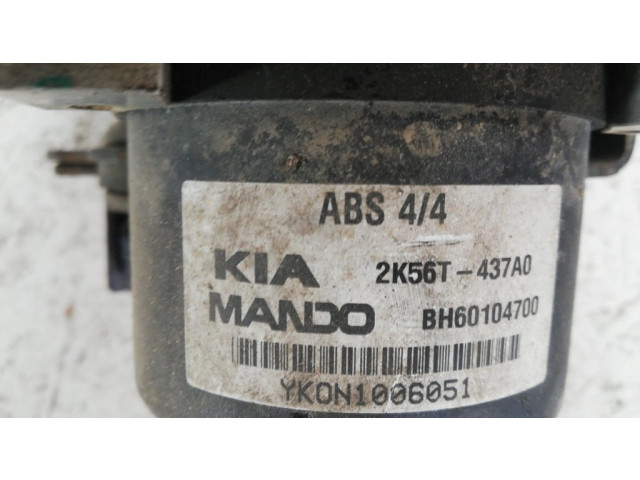 ABS 4/4
KIA 2K56T-437A0
MANDO BH60104700
YKON1006051